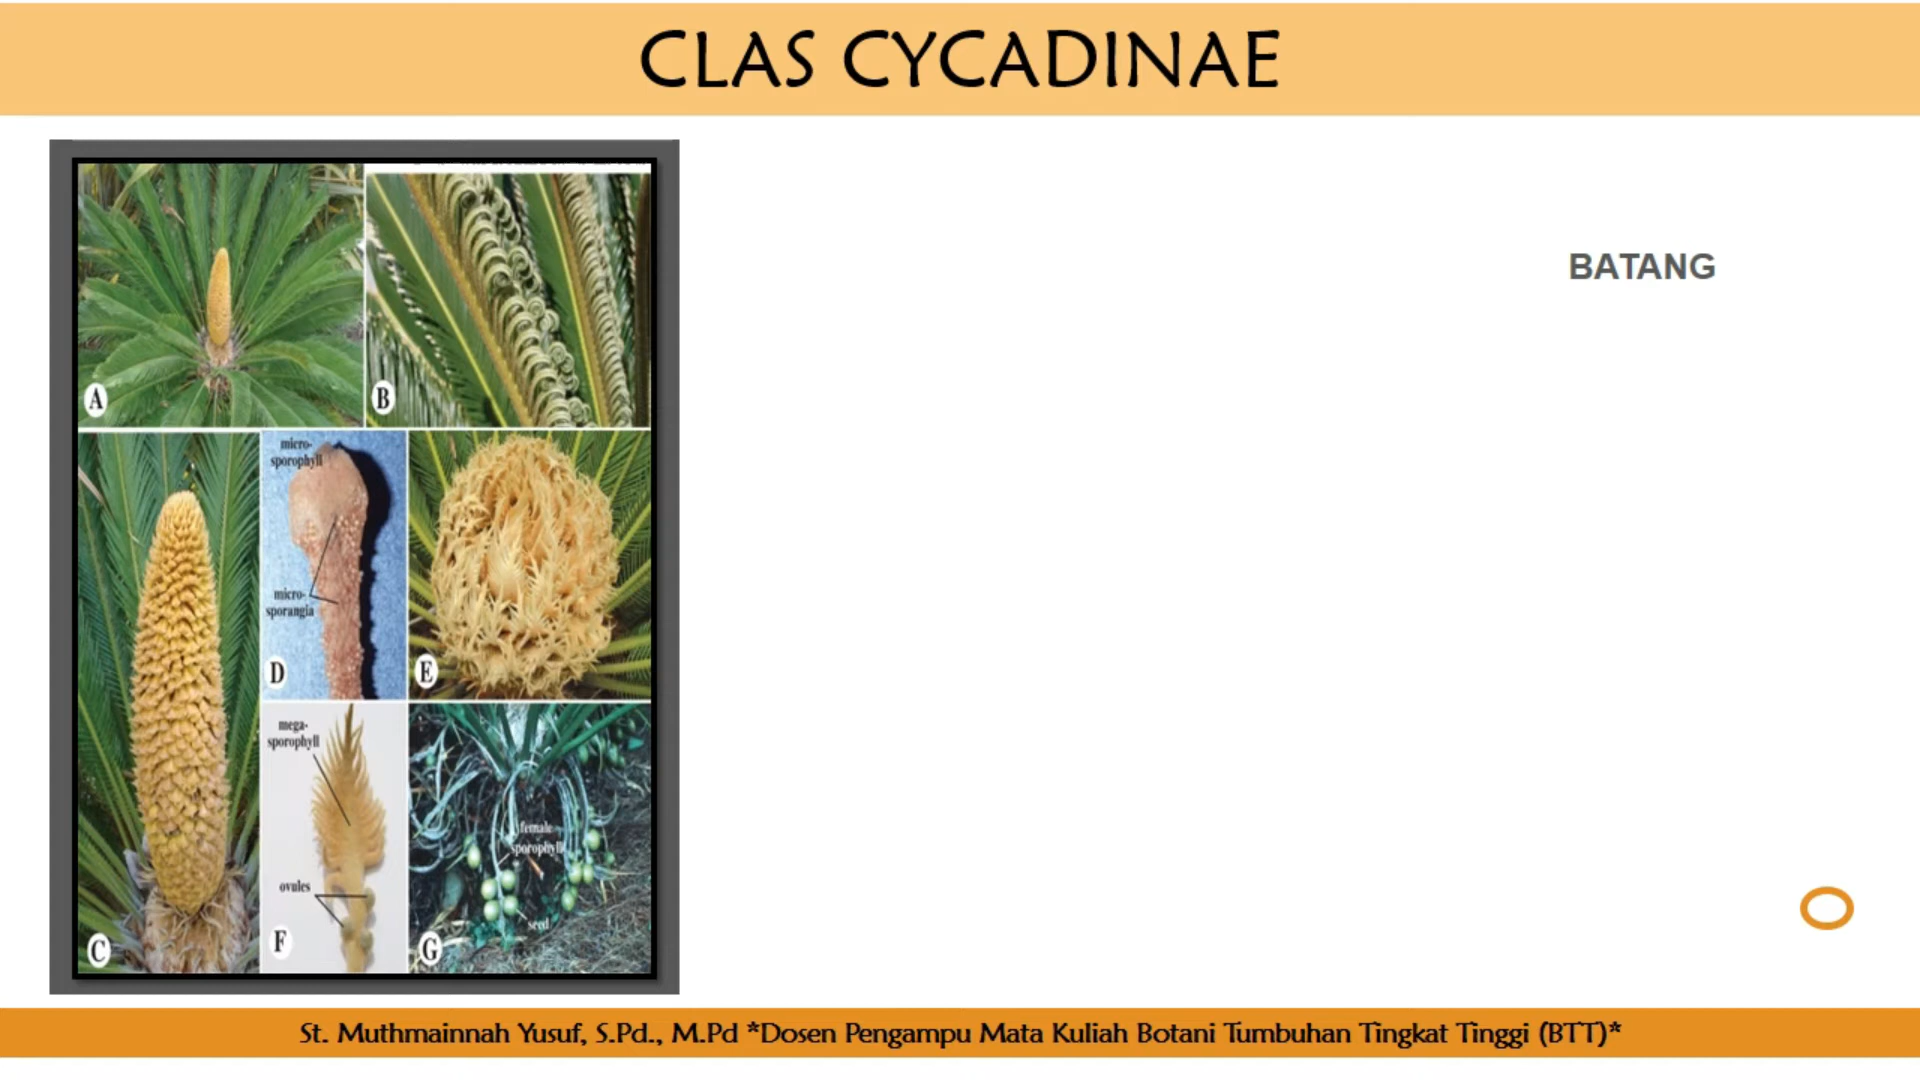 CLAS CYCADINAE
A
B
micro-
sporophyll
micro-
sporangia
C
D
E
mega-
sporophyll
ovules
F
female
sporophyll
seed
G
BATANG
St. Muthmainnah Yusuf, S.Pd., M.Pd *Dosen Pengampu Mata Kuliah Botani Tumbuhan Tingkat Tinggi (BTT)*